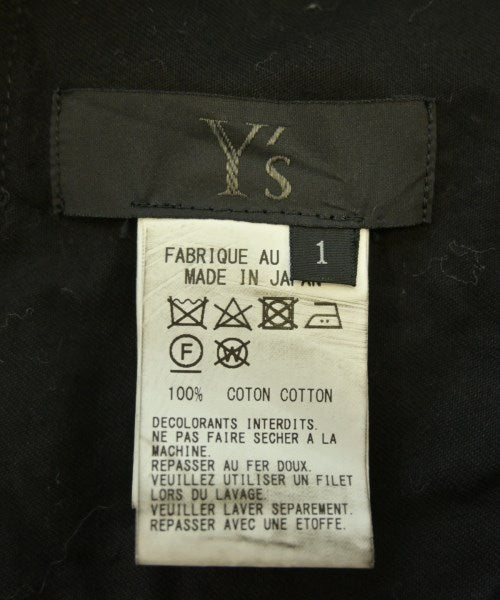 Y's
1
FABRIQUE AU
MADE IN JAPAN
F
W
100% COTON COTTON
DECOLORANTS INTERDITS.
NE PAS FAIRE SECHER A LA
MACHINE.
REPASSER AU FER DOUX.
VEUILLEZ UTILISER UN FILET
LORS DU LAVAGE.
VEUILLER LAVER SEPAREMENT.
REPASSER AVEC UNE ETOFFE.